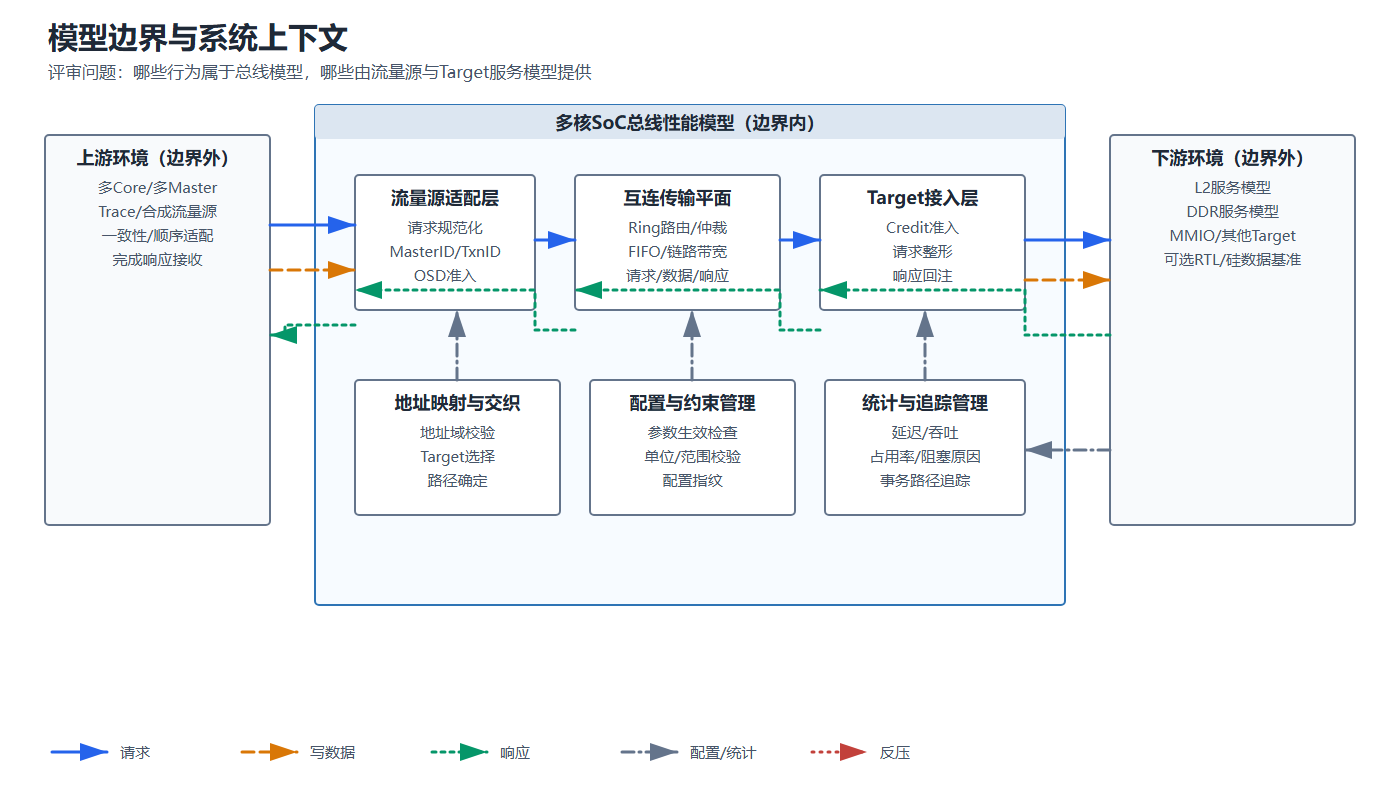 模型边界与系统上下文
评审问题：哪些行为属于总线模型，哪些由流量源与Target服务模型提供
多核SoC总线性能模型（边界内）
上游环境（边界外）
多Core/多Master
Trace/合成流量源
一致性/顺序适配
完成响应接收
流量源适配层
请求规范化
MasterID/TxnID
OSD准入
互连传输平面
Ring路由/仲裁
FIFO/链路带宽
请求/数据/响应
Target接入层
Credit准入
请求整形
响应回注
下游环境（边界外）
L2服务模型
DDR服务模型
MMIO/其他Target
可选RTL/硅数据基准
地址映射与交织
地址域校验
Target选择
路径确定
配置与约束管理
参数生效检查
单位/范围校验
配置指纹
统计与追踪管理
延迟/吞吐
占用率/阻塞原因
事务路径追踪
请求
写数据
响应
配置/统计
反压